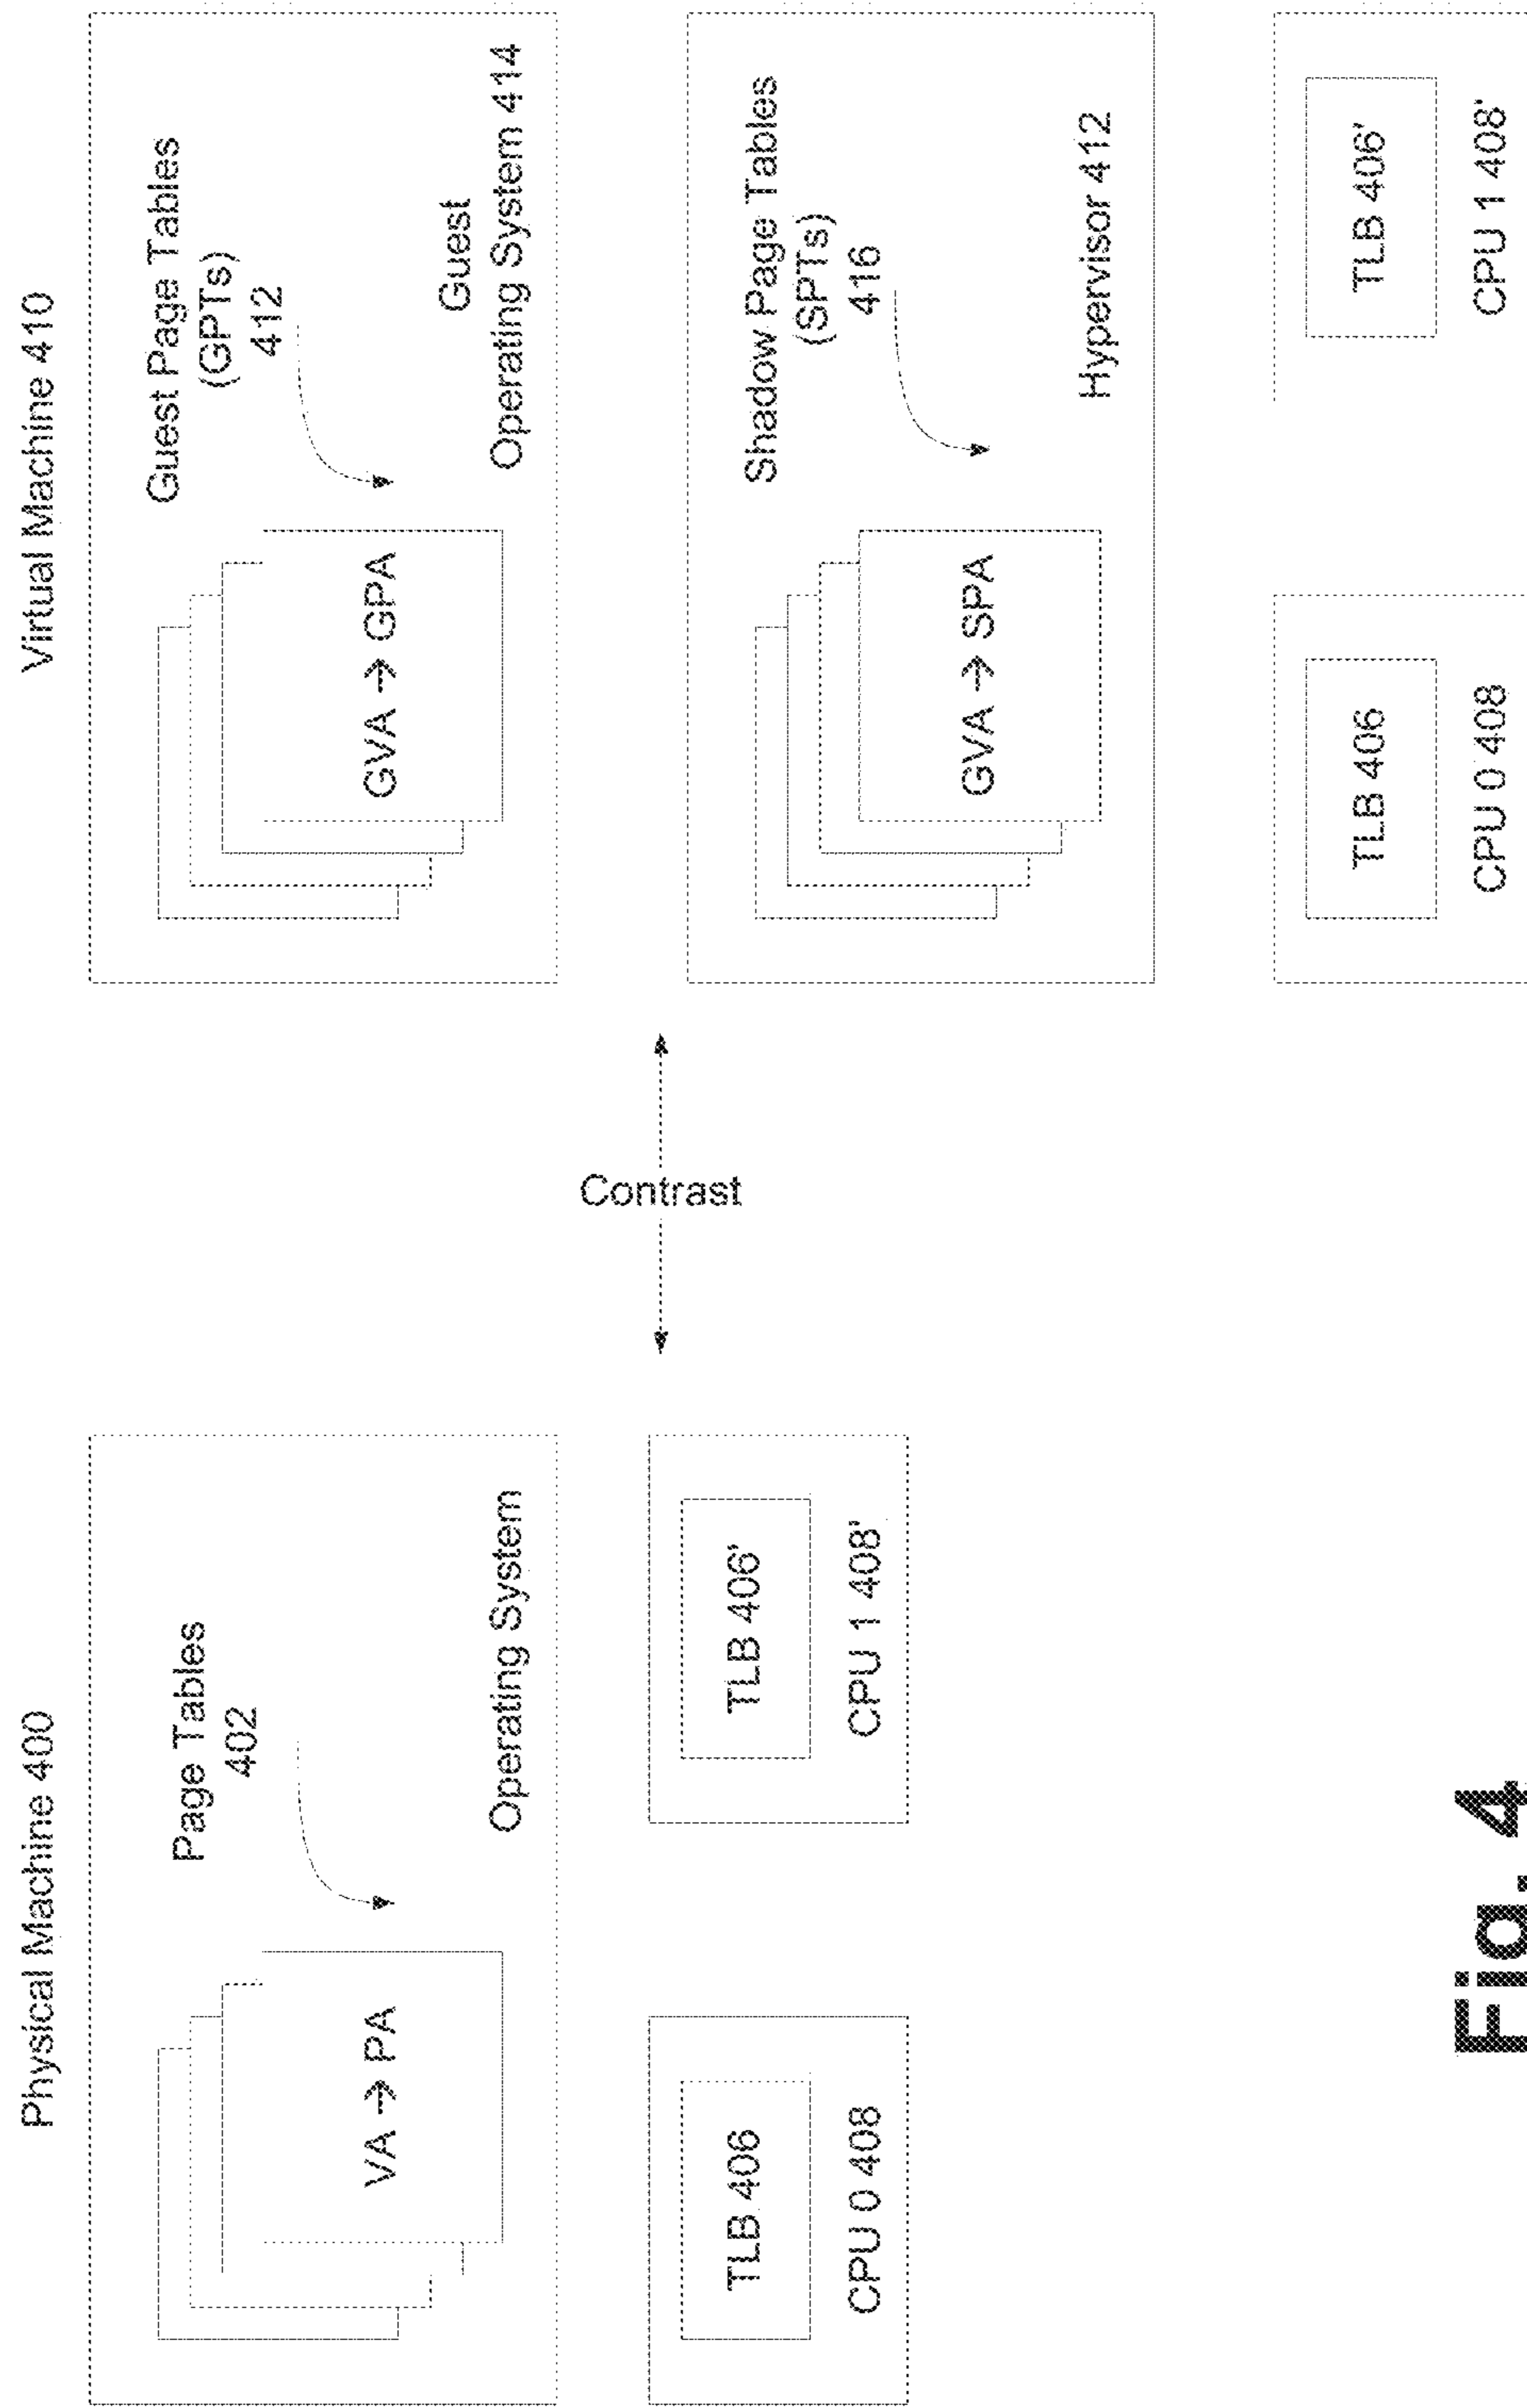 Physical Machine 400
Page Tables
402
VA → PA
Operating System
TLB 406
CPU 0 408
TLB 406'
CPU 1 408'
Contrast
Virtual Machine 410
Guest Page Tables
(GPTs)
412
GVA → GPA
Guest
Operating System 414
Shadow Page Tables
(SPTs)
416
GVA → SPA
Hypervisor 412
TLB 406
CPU 0 408
TLB 406'
CPU 1 408'
Fig. 4